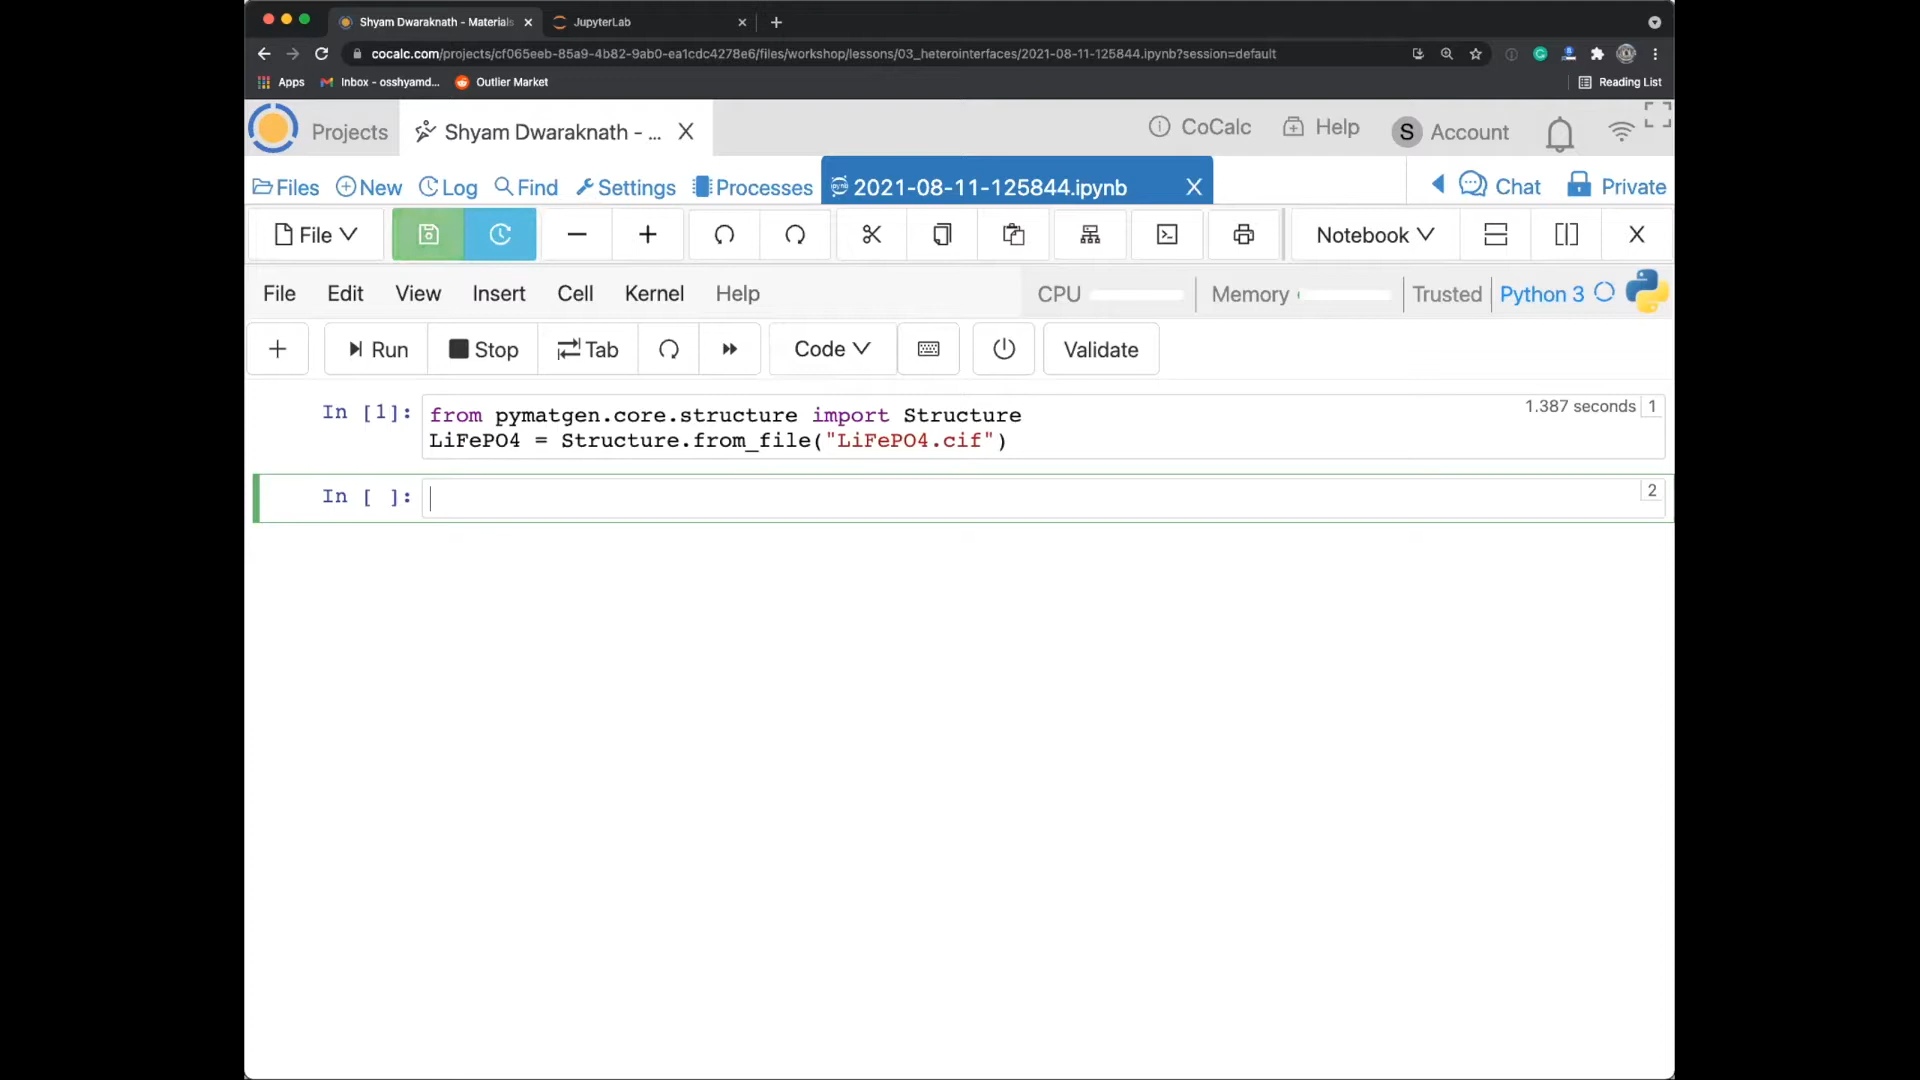 Shyam Dwaraknath - Materials
JupyterLab
cocalc.com/projects/cf065eeb-85a9-4b82-9ab0-ea1cdc4278e6/files/workshop/lessons/03_heterointerfaces/2021-08-11-125844.ipynb?session=default
Apps
Inbox - osshyamd...
Outlier Market
Reading List
Projects
Shyam Dwaraknath - ...
CoCalc
Help
S
Account
Files
New
Log
Find
Settings
Processes
2021-08-11-125844.ipynb
Chat
Private
File
Notebook
File
Edit
View
Insert
Cell
Kernel
Help
CPU
Memory
Trusted
Python 3
Run
Stop
Tab
Code
Validate
In [1]:
from pymatgen.core.structure import Structure
LiFePO4 = Structure.from_file("LiFePO4.cif")
1.387 seconds
1
In [ ]:
2